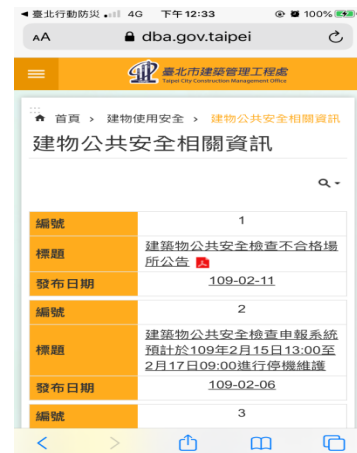 ◀臺北行動防災 4G 下午12:33 100%
AA dba.gov.taipei
臺北市建築管理工程處
Taipei City Construction Management Office
:::
首頁 › 建物使用安全 › 建物公共安全相關資訊
建物公共安全相關資訊
編號 1
標題 建築物公共安全檢查不合格場
所公告
發布日期 109-02-11
編號 2
標題 建築物公共安全檢查申報系統
預計於109年2月15日13:00至
2月17日09:00進行停機維護
發布日期 109-02-06
編號 3